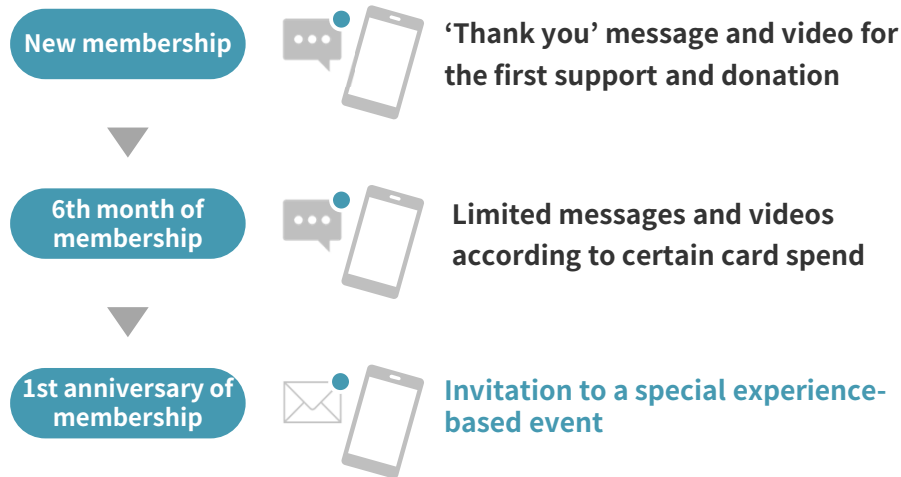 New membership
‘Thank you’ message and video for
the first support and donation
6th month of
membership
Limited messages and videos
according to certain card spend
1st anniversary of
membership
Invitation to a special experience-
based event